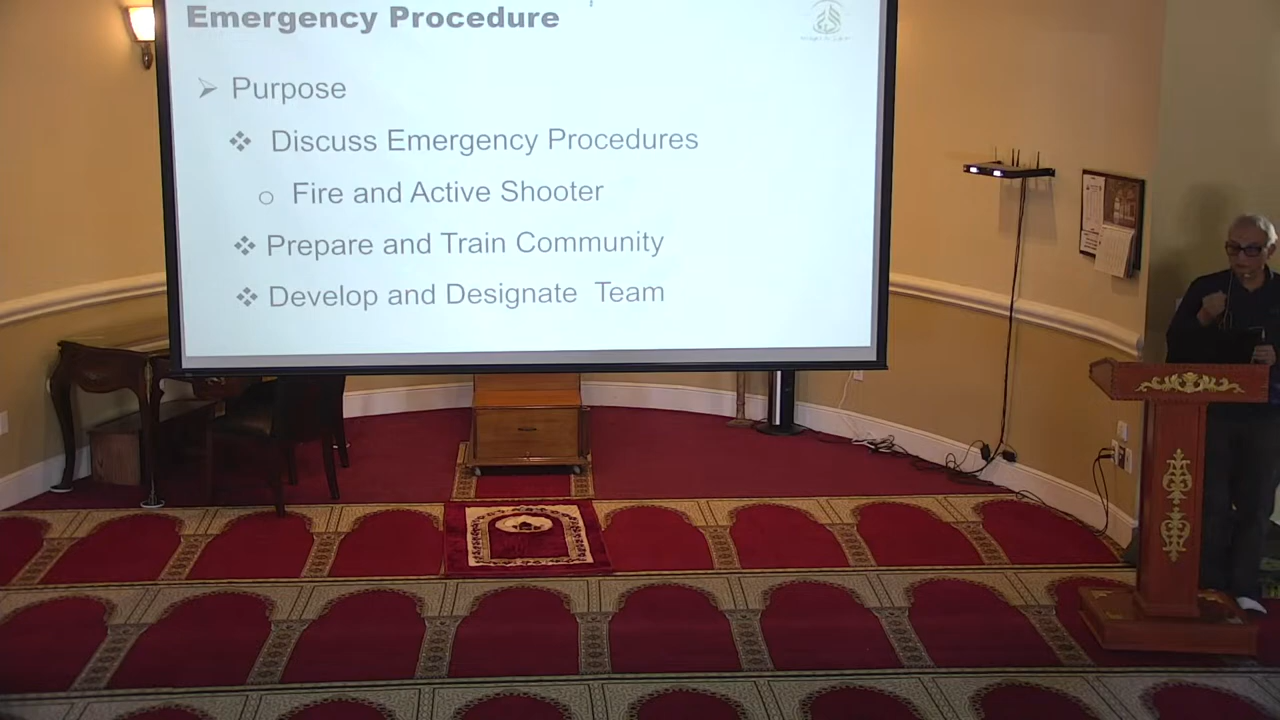 Emergency Procedure
Purpose
Discuss Emergency Procedures
Fire and Active Shooter
Prepare and Train Community
Develop and Designate Team